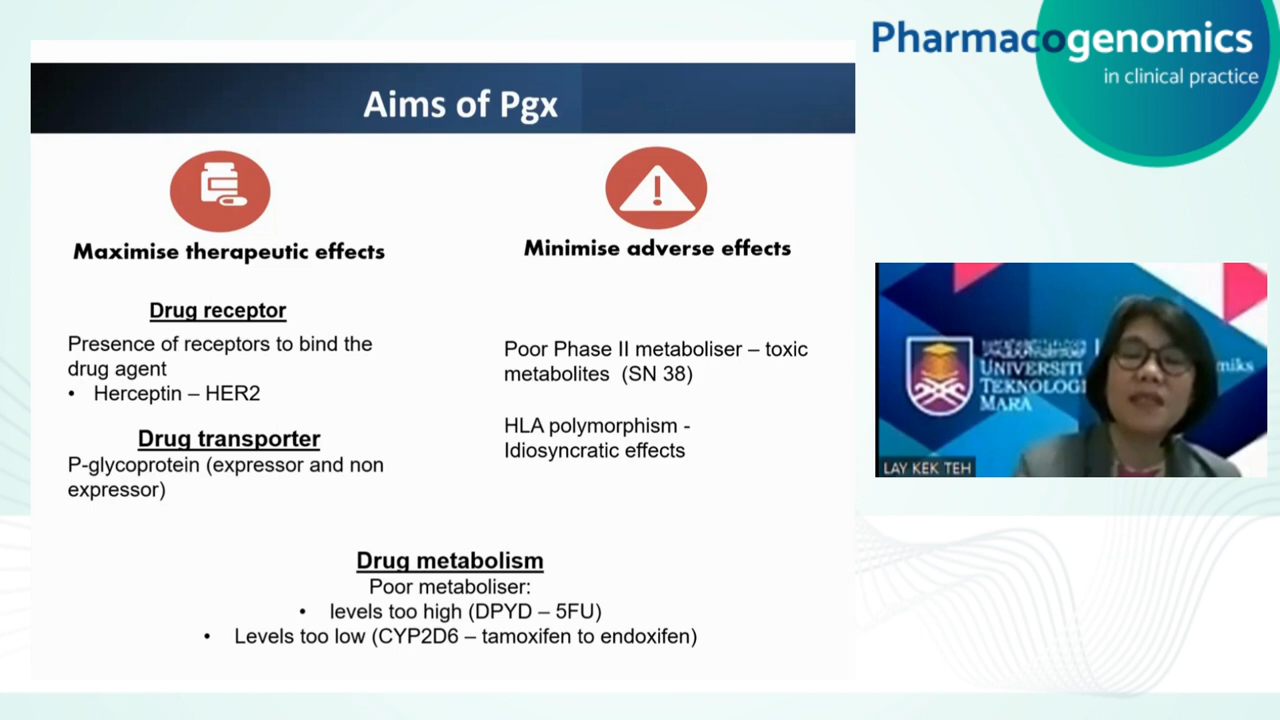 Pharmacogenomics
in clinical practice
Aims of Pgx
Maximise therapeutic effects
Drug receptor
Presence of receptors to bind the
drug agent
• Herceptin – HER2
Drug transporter
P-glycoprotein (expressor and non
expressor)
Minimise adverse effects
Poor Phase II metaboliser – toxic
metabolites (SN 38)
HLA polymorphism -
Idiosyncratic effects
Drug metabolism
Poor metaboliser:
• levels too high (DPYD – 5FU)
• Levels too low (CYP2D6 – tamoxifen to endoxifen)
UNIVERSITI
TEKNOLOGI
MARA
miks
LAY KEK TEH